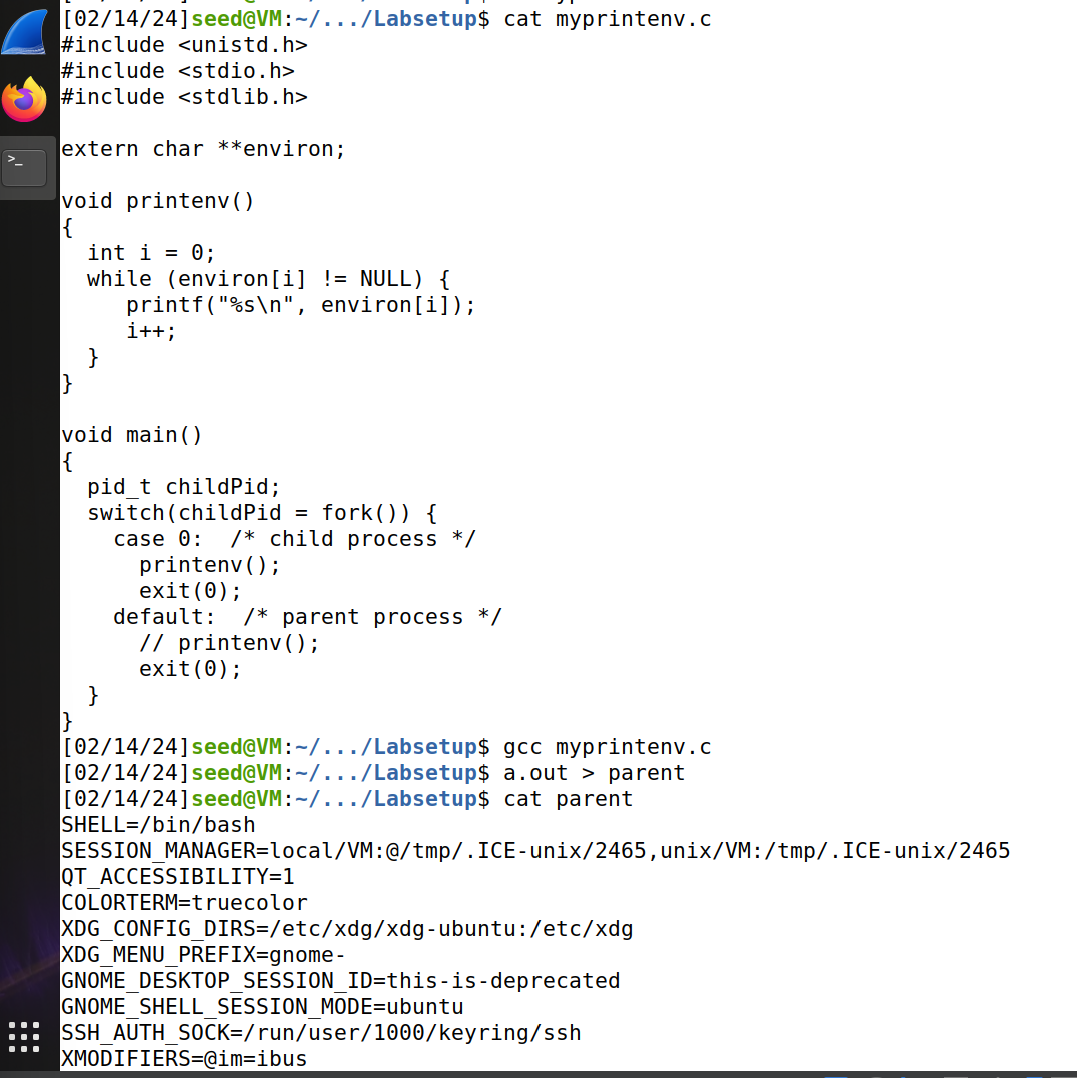 [02/14/24]seed@VM:~/.../Labsetup$ cat myprintenv.c
#include <unistd.h>
#include <stdio.h>
#include <stdlib.h>

extern char **environ;

void printenv()
{
  int i = 0;
  while (environ[i] != NULL) {
     printf("%s\n", environ[i]);
     i++;
  }
}

void main()
{
  pid_t childPid;
  switch(childPid = fork()) {
    case 0:  /* child process */
      printenv();
      exit(0);
    default:  /* parent process */
      // printenv();
      exit(0);
  }
}
[02/14/24]seed@VM:~/.../Labsetup$ gcc myprintenv.c
[02/14/24]seed@VM:~/.../Labsetup$ a.out > parent
[02/14/24]seed@VM:~/.../Labsetup$ cat parent
SHELL=/bin/bash
SESSION_MANAGER=local/VM:@/tmp/.ICE-unix/2465,unix/VM:/tmp/.ICE-unix/2465
QT_ACCESSIBILITY=1
COLORTERM=truecolor
XDG_CONFIG_DIRS=/etc/xdg/xdg-ubuntu:/etc/xdg
XDG_MENU_PREFIX=gnome-
GNOME_DESKTOP_SESSION_ID=this-is-deprecated
GNOME_SHELL_SESSION_MODE=ubuntu
SSH_AUTH_SOCK=/run/user/1000/keyring/ssh
XMODIFIERS=@im=ibus